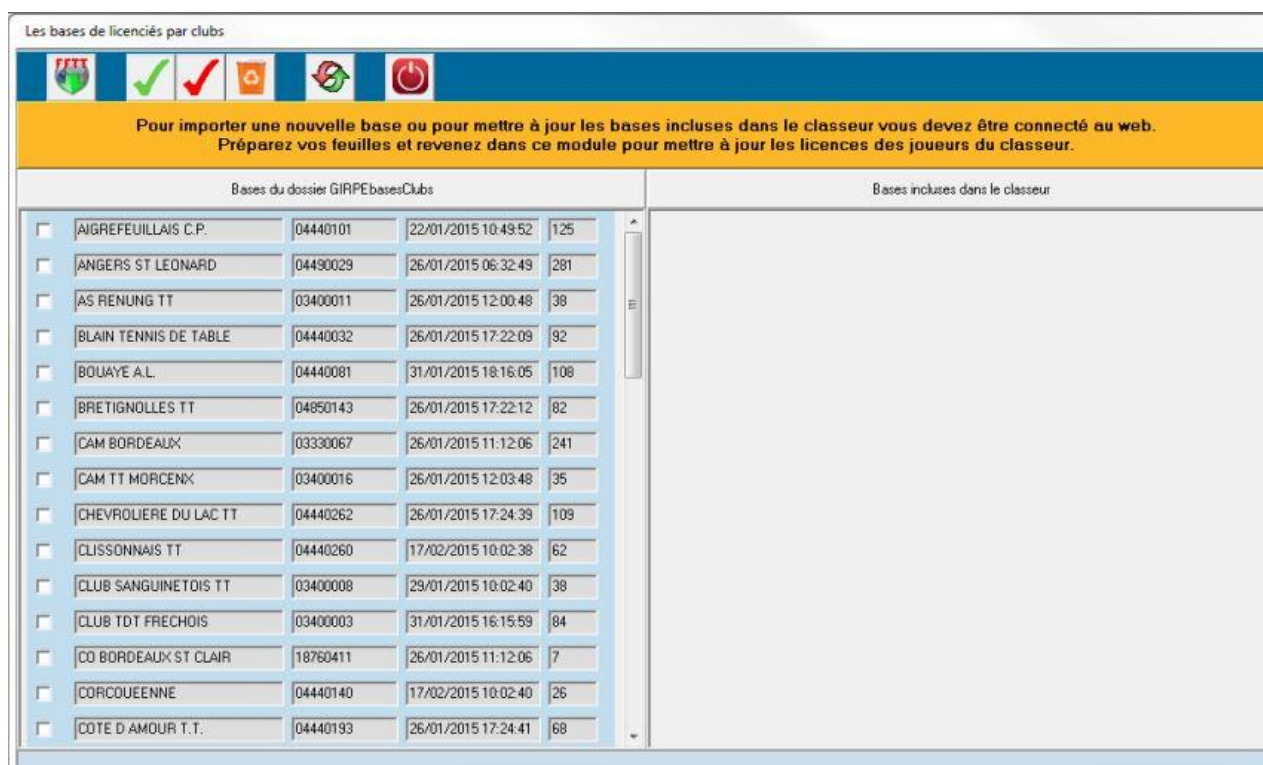 Les bases de licenciés par clubs
FFTT
Pour importer une nouvelle base ou pour mettre à jour les bases incluses dans le classeur vous devez être connecté au web.
Préparez vos feuilles et revenez dans ce module pour mettre à jour les licences des joueurs du classeur.
Bases du dossier GIRPEbasesClubs Bases incluses dans le classeur
AIGREFEUILLAIS C.P. 04440101 22/01/2015 10:49:52 125
ANGERS ST LEONARD 04490029 26/01/2015 06:32:49 281
AS RENUNG TT 03400011 26/01/2015 12:00:48 38
BLAIN TENNIS DE TABLE 04440032 26/01/2015 17:22:09 92
BOUAYE A.L. 04440081 31/01/2015 18:16:05 108
BRETIGNOLLES TT 04850143 26/01/2015 17:22:12 82
CAM BORDEAUX 03330067 26/01/2015 11:12:06 241
CAM TT MORCENX 03400016 26/01/2015 12:03:48 35
CHEVROLIERE DU LAC TT 04440262 26/01/2015 17:24:39 109
CLISSONNAIS TT 04440260 17/02/2015 10:02:38 62
CLUB SANGUINETOIS TT 03400008 29/01/2015 10:02:40 38
CLUB TDT FRECHOIS 03400003 31/01/2015 16:15:59 84
CO BORDEAUX ST CLAIR 18760411 26/01/2015 11:12:06 7
CORCOUEENNE 04440140 17/02/2015 10:02:40 26
COTE D AMOUR T.T. 04440193 26/01/2015 17:24:41 68